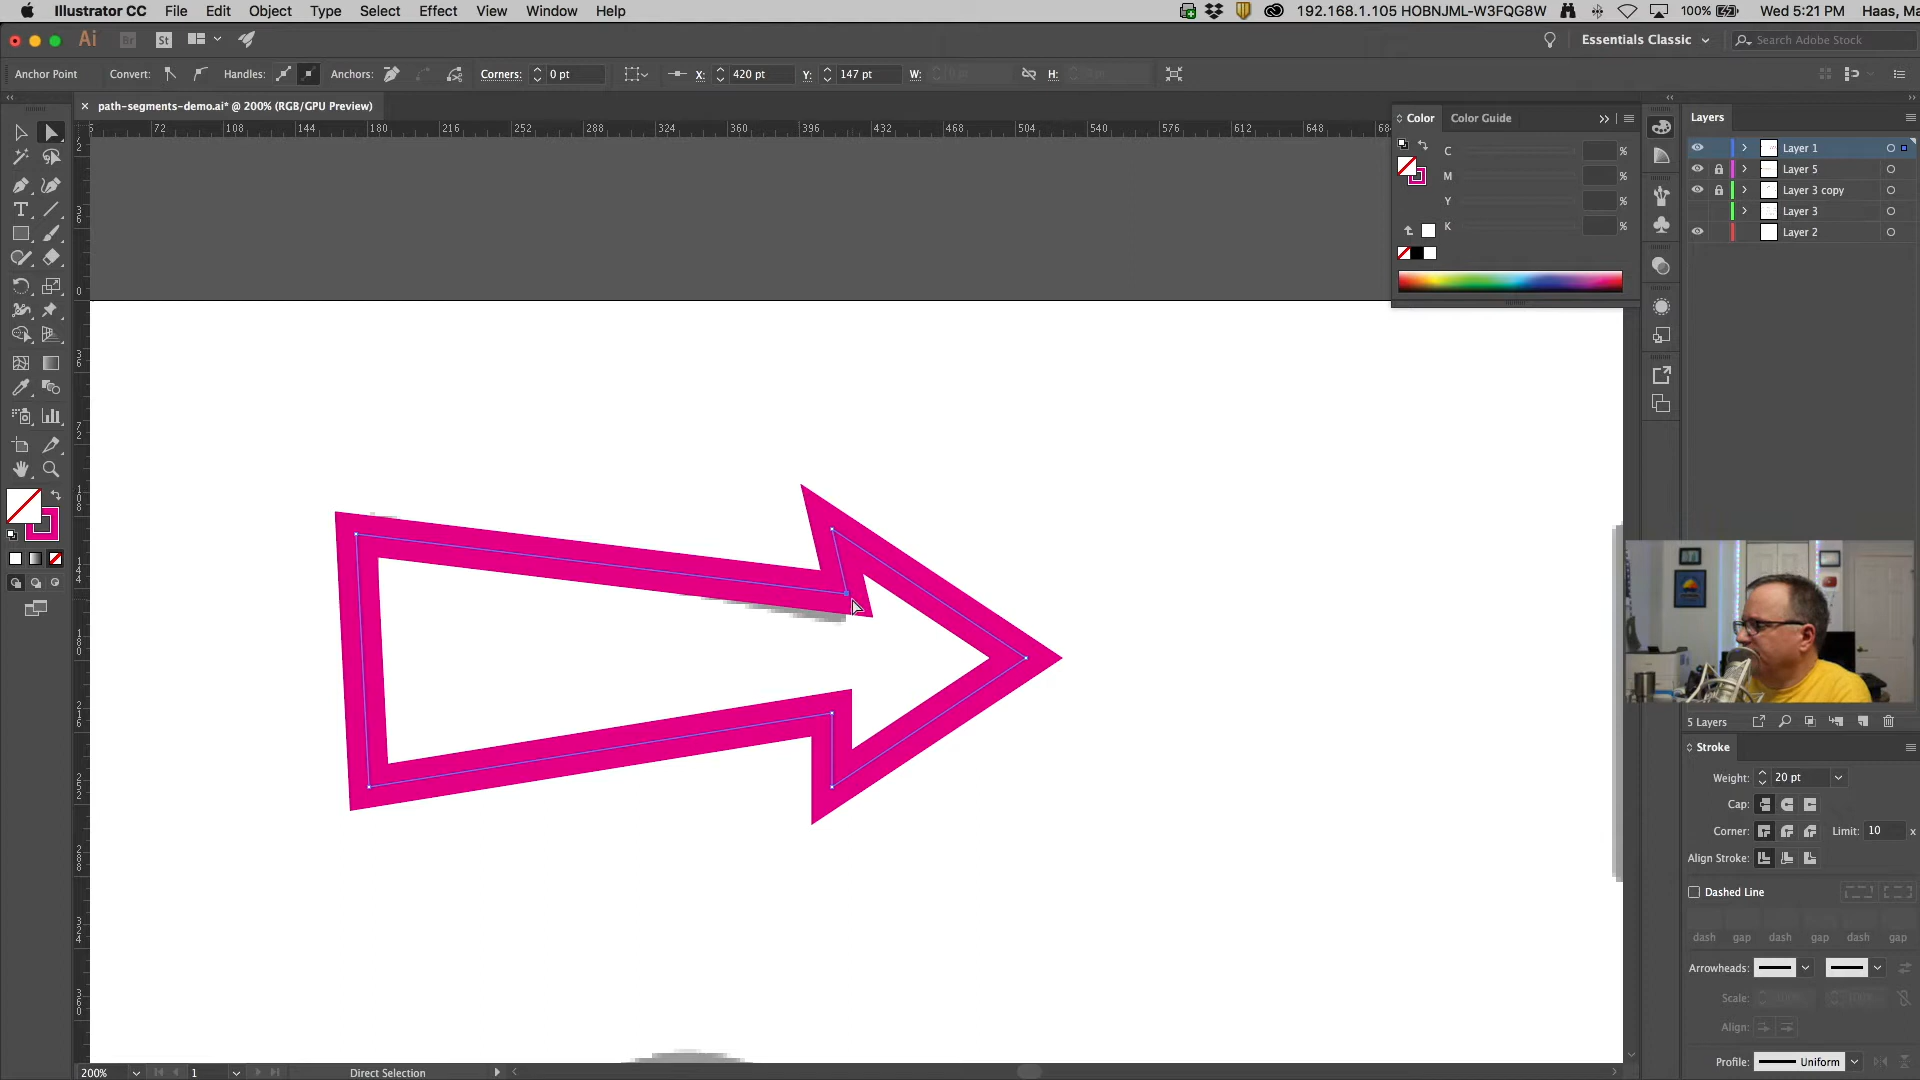 Illustrator CC File Edit Object Type Select Effect View Window Help 192.168.1.105 HOBNJML-W3FQG8W 100% Wed 5:21 PM Haas, Ma
Ai Br St Essentials Classic Search Adobe Stock
Anchor Point Convert: Handles: Anchors: Corners: 0 pt X: 420 pt Y: 147 pt W: H:
× path-segments-demo.ai* @ 200% (RGB/GPU Preview)
72 108 144 180 216 252 288 324 360 396 432 468 504 540 576 612 648 684
Color Color Guide
C %
M %
Y %
K %
Layers
Layer 1
Layer 5
Layer 3 copy
Layer 3
Layer 2
5 Layers
Stroke
Weight: 20 pt
Cap:
Corner: Limit: 10 x
Align Stroke:
Dashed Line
dash gap dash gap dash gap
Arrowheads:
Scale:
Align:
Profile: Uniform
200% 1 Direct Selection